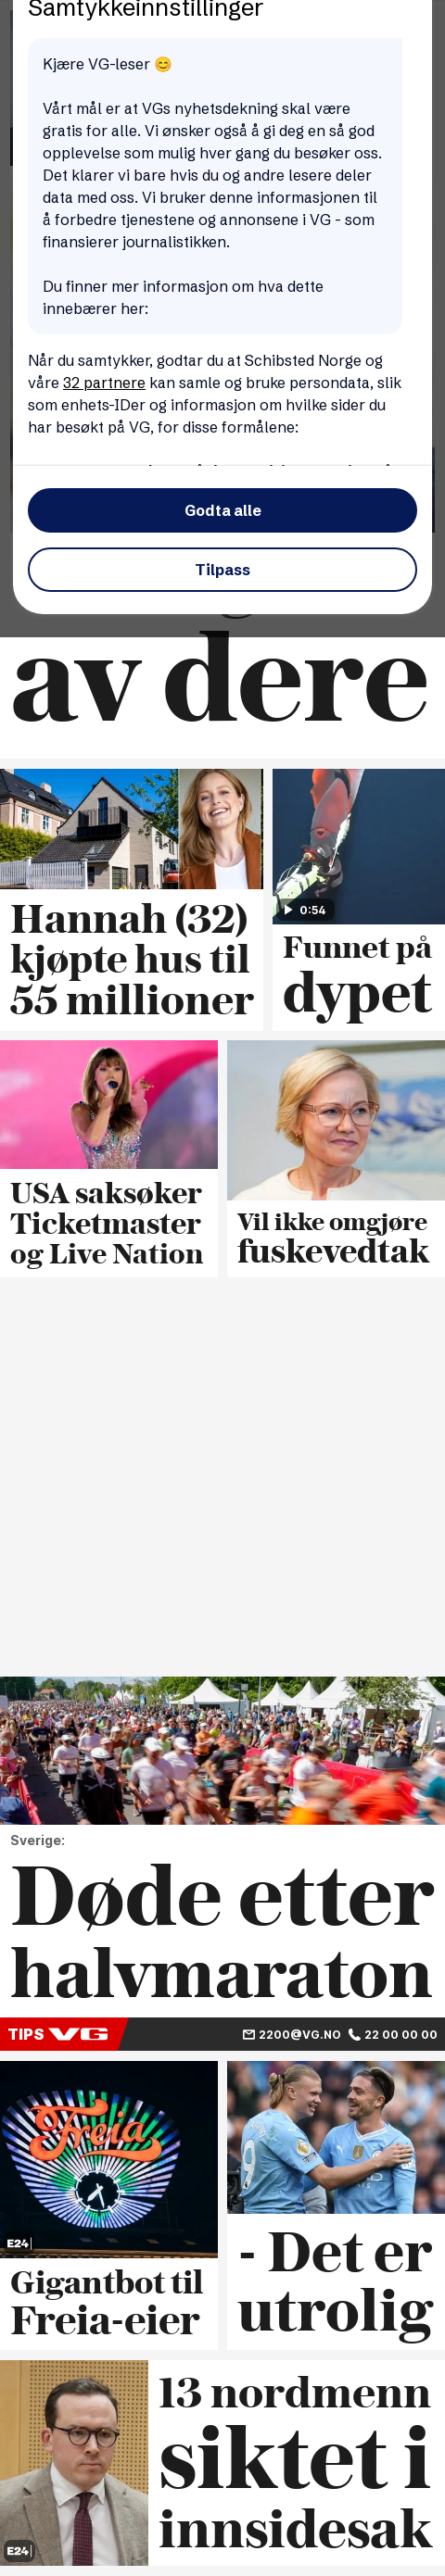 Samtykkeinnstillinger
Kjære VG-leser 😊
Vårt mål er at VGs nyhetsdekning skal være
gratis for alle. Vi ønsker også å gi deg en så god
opplevelse som mulig hver gang du besøker oss.
Det klarer vi bare hvis du og andre lesere deler
data med oss. Vi bruker denne informasjonen til
å forbedre tjenestene og annonsene i VG - som
finansierer journalistikken.
Du finner mer informasjon om hva dette
innebærer her:
Når du samtykker, godtar du at Schibsted Norge og
våre 32 partnere kan samle og bruke persondata, slik
som enhets-IDer og informasjon om hvilke sider du
har besøkt på VG, for disse formålene:
Godta alle
Tilpass
av dere
Hannah (32)
kjøpte hus til
55 millioner
0:54
Funnet på
dypet
USA saksøker
Ticketmaster
og Live Nation
Vil ikke omgjøre
fuskevedtak
Sverige:
Døde etter
halvmaraton
TIPS VG
2200@VG.NO 22 00 00 00
Freia
E24
Gigantbot til
Freia-eier
9
- Det er
utrolig
E24
13 nordmenn
siktet i
innsidesak